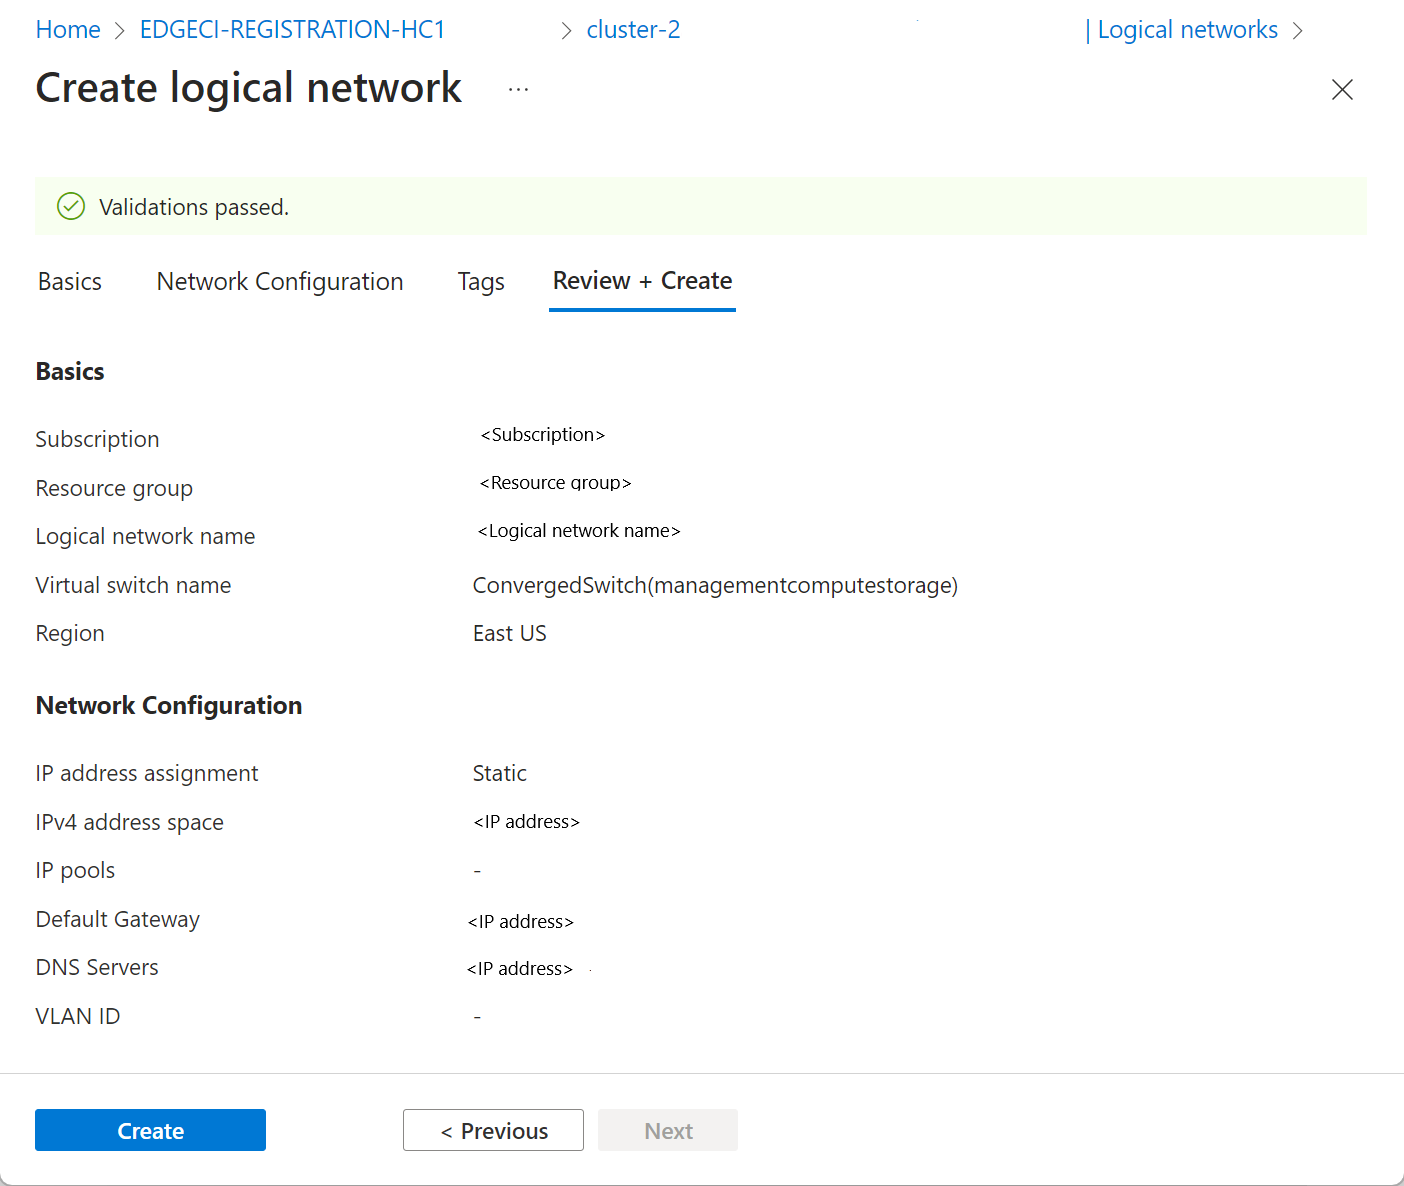 Home > EDGECI-REGISTRATION-HC1 > cluster-2 | Logical networks >
Create logical network ...
Validations passed.
Basics Network Configuration Tags Review + Create
Basics
Subscription <Subscription>
Resource group <Resource group>
Logical network name <Logical network name>
Virtual switch name ConvergedSwitch(managementcomputestorage)
Region East US
Network Configuration
IP address assignment Static
IPv4 address space <IP address>
IP pools -
Default Gateway <IP address>
DNS Servers <IP address>
VLAN ID -
Create < Previous Next